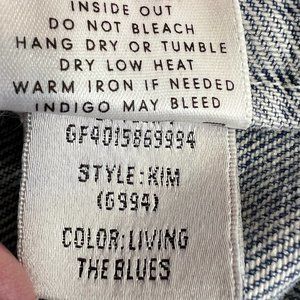 INSIDE OUT
DO NOT BLEACH
HANG DRY OR TUMBLE
DRY LOW HEAT
WARM IRON IF NEEDED
INDIGO MAY BLEED
GF4015869994
STYLE:KIM
(G994)
COLOR:LIVING
THE BLUES